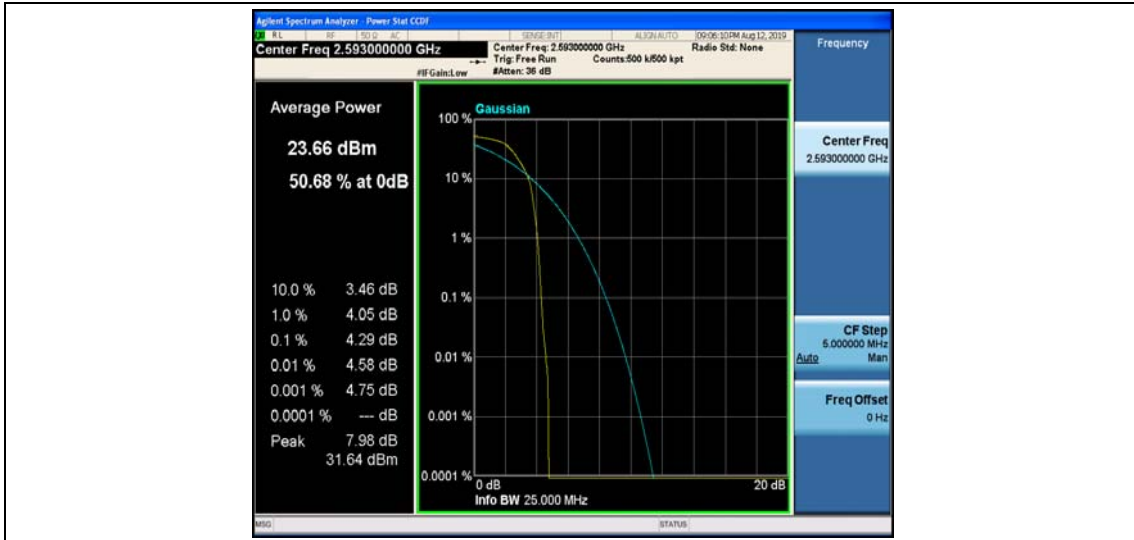 Agilent Spectrum Analyzer - Power Stat CCDF
RL RF 50 Ω AC SENSE:INT ALIGN AUTO 09:06:10 PM Aug 12, 2019
Center Freq 2.593000000 GHz
Center Freq: 2.593000000 GHz Radio Std: None
Trig: Free Run Counts:500 k/500 kpt
#IFGain:Low #Atten: 36 dB
Frequency
Average Power
23.66 dBm
50.68 % at 0dB
10.0 % 3.46 dB
1.0 % 4.05 dB
0.1 % 4.29 dB
0.01 % 4.58 dB
0.001 % 4.75 dB
0.0001 % --- dB
Peak 7.98 dB
31.64 dBm
Gaussian
100 %
10 %
1 %
0.1 %
0.01 %
0.001 %
0.0001 %
0 dB 20 dB
Info BW 25.000 MHz
Center Freq
2.593000000 GHz
CF Step
5.000000 MHz
Auto Man
Freq Offset
0 Hz
MSG STATUS